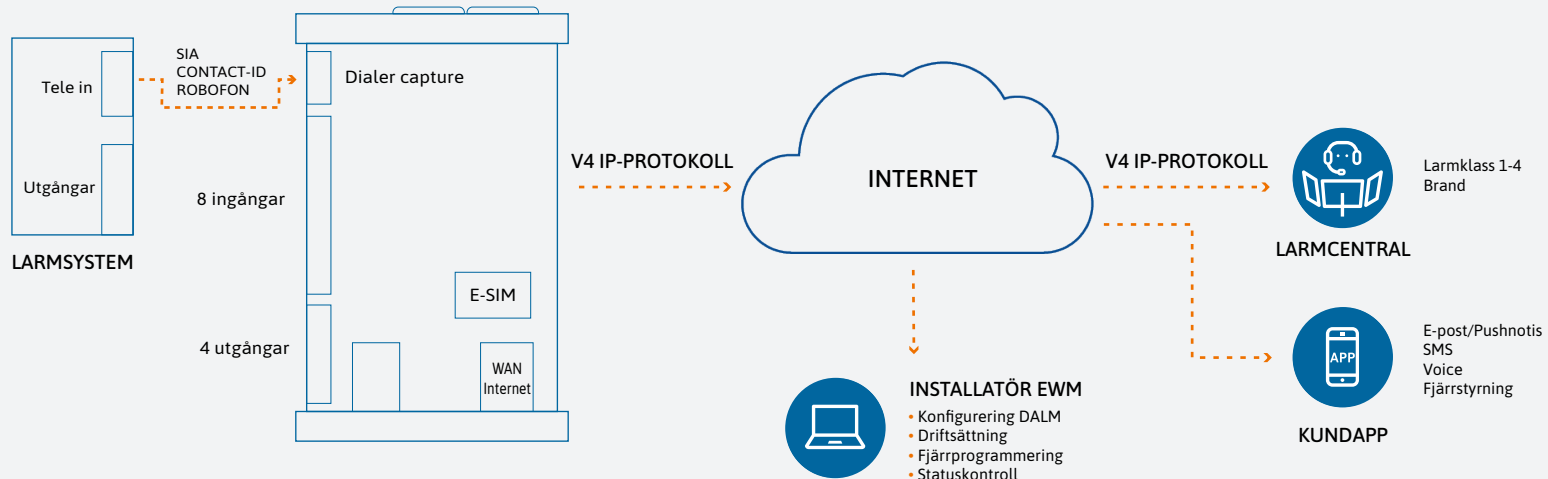 SIA
CONTACT-ID
ROBOFON
Tele in
Utgångar
LARMSYSTEM
Dialer capture
8 ingångar
E-SIM
4 utgångar
WAN
Internet
V4 IP-PROTOKOLL
INTERNET
V4 IP-PROTOKOLL
Larmklass 1-4
Brand
LARMCENTRAL
INSTALLATÖR EWM
• Konfigurering DALM
• Driftsättning
• Fjärrprogrammering
• Statuskontroll
APP
E-post/Pushnotis
SMS
Voice
Fjärrstyrning
KUNDAPP